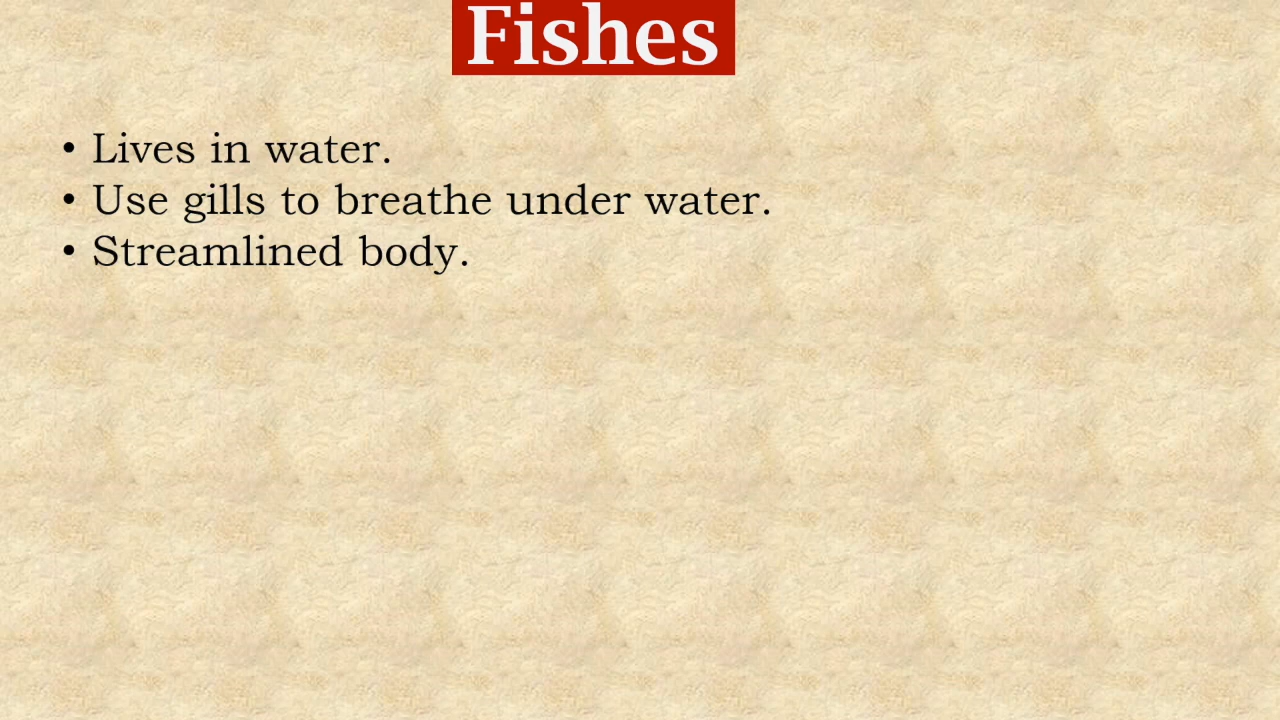 Fishes
• Lives in water.
• Use gills to breathe under water.
• Streamlined body.